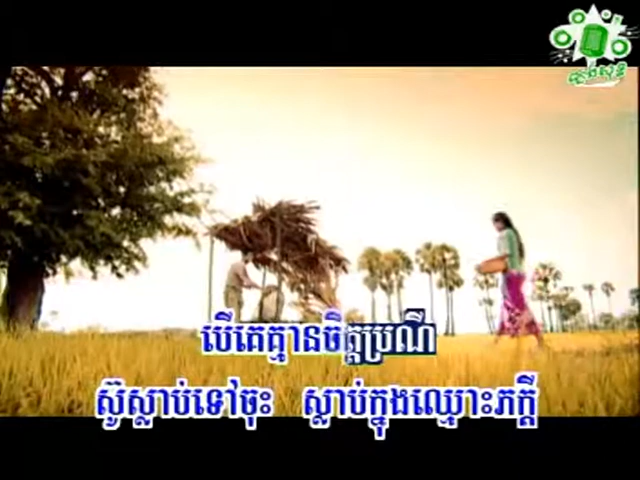 បើគេគ្មានចិត្តប្រណី
ស៊ូស្លាប់ទៅចុះ ស្លាប់ក្នុងឈ្មោះភក្ដី